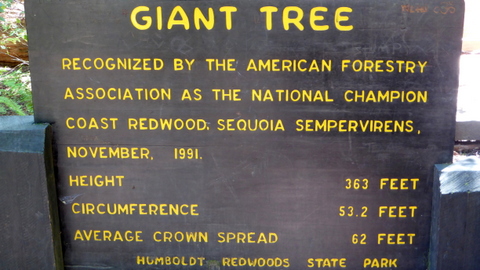 GIANT TREE
RECOGNIZED BY THE AMERICAN FORESTRY
ASSOCIATION AS THE NATIONAL CHAMPION
COAST REDWOOD, SEQUOIA SEMPERVIRENS,
NOVEMBER, 1991.
HEIGHT 363 FEET
CIRCUMFERENCE 53.2 FEET
AVERAGE CROWN SPREAD 62 FEET
HUMBOLDT REDWOODS STATE PARK